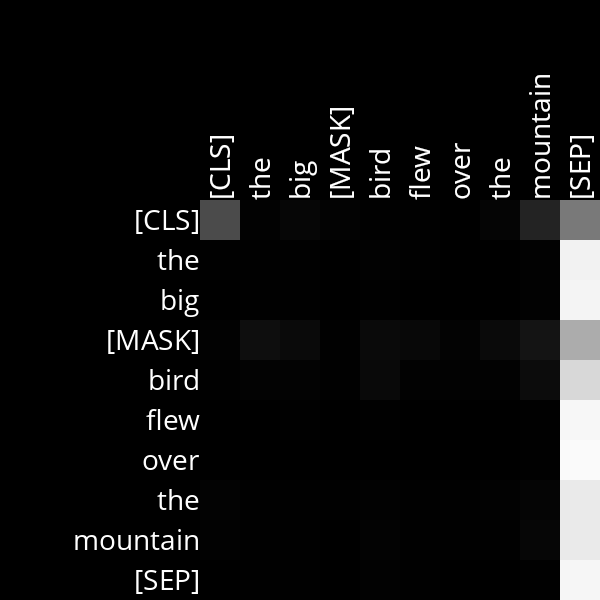 [CLS] the big [MASK] bird flew over the mountain [SEP]
[CLS]
the
big
[MASK]
bird
flew
over
the
mountain
[SEP]